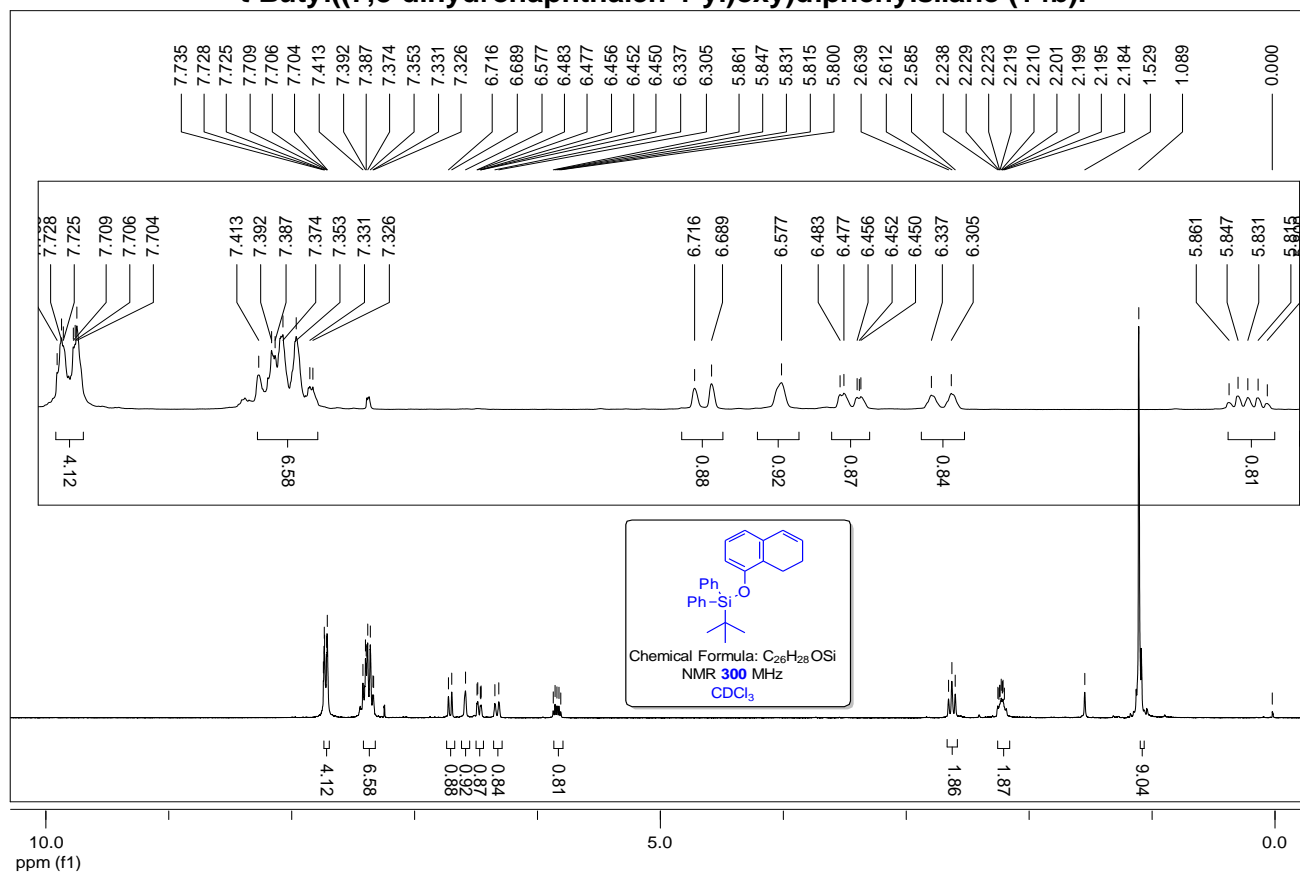 t-Butyl((7,8-dihydronaphthalen-1-yl)oxy)diphenylsilane
7.735 7.728 7.725 7.709 7.706 7.704 7.413 7.392 7.387 7.374 7.353 7.331 7.326 6.716 6.689 6.577 6.483 6.477 6.456 6.452 6.450 6.337 6.305 5.861 5.847 5.831 5.815 5.800 2.639 2.612 2.585 2.238 2.229 2.223 2.219 2.210 2.201 2.199 2.195 2.184 1.529 1.089 0.000
7.728 7.725 7.709 7.706 7.704 7.413 7.392 7.387 7.374 7.353 7.331 7.326 6.716 6.689 6.577 6.483 6.477 6.456 6.452 6.450 6.337 6.305 5.861 5.847 5.831 5.815
4.12 6.58 0.88 0.92 0.87 0.84 0.81
O
Ph
Ph Si
Chemical Formula: C₂₆H₂₈OSi
NMR 300 MHz
CDCl₃
4.12 6.58 0.88 0.92 0.87 0.84 0.81 1.86 1.87 9.04
10.0 5.0 0.0
ppm (f1)